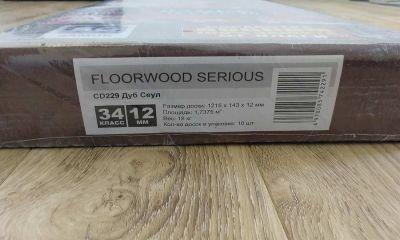 FLOORWOOD SERIOUS
CD229 Дуб Сеул
34 КЛАСС
12 ММ
Размер доски: 1215 x 143 x 12 мм
Площадь: 1,7375 м²
Вес: 18 кг
Кол-во досок в упаковке: 10 шт